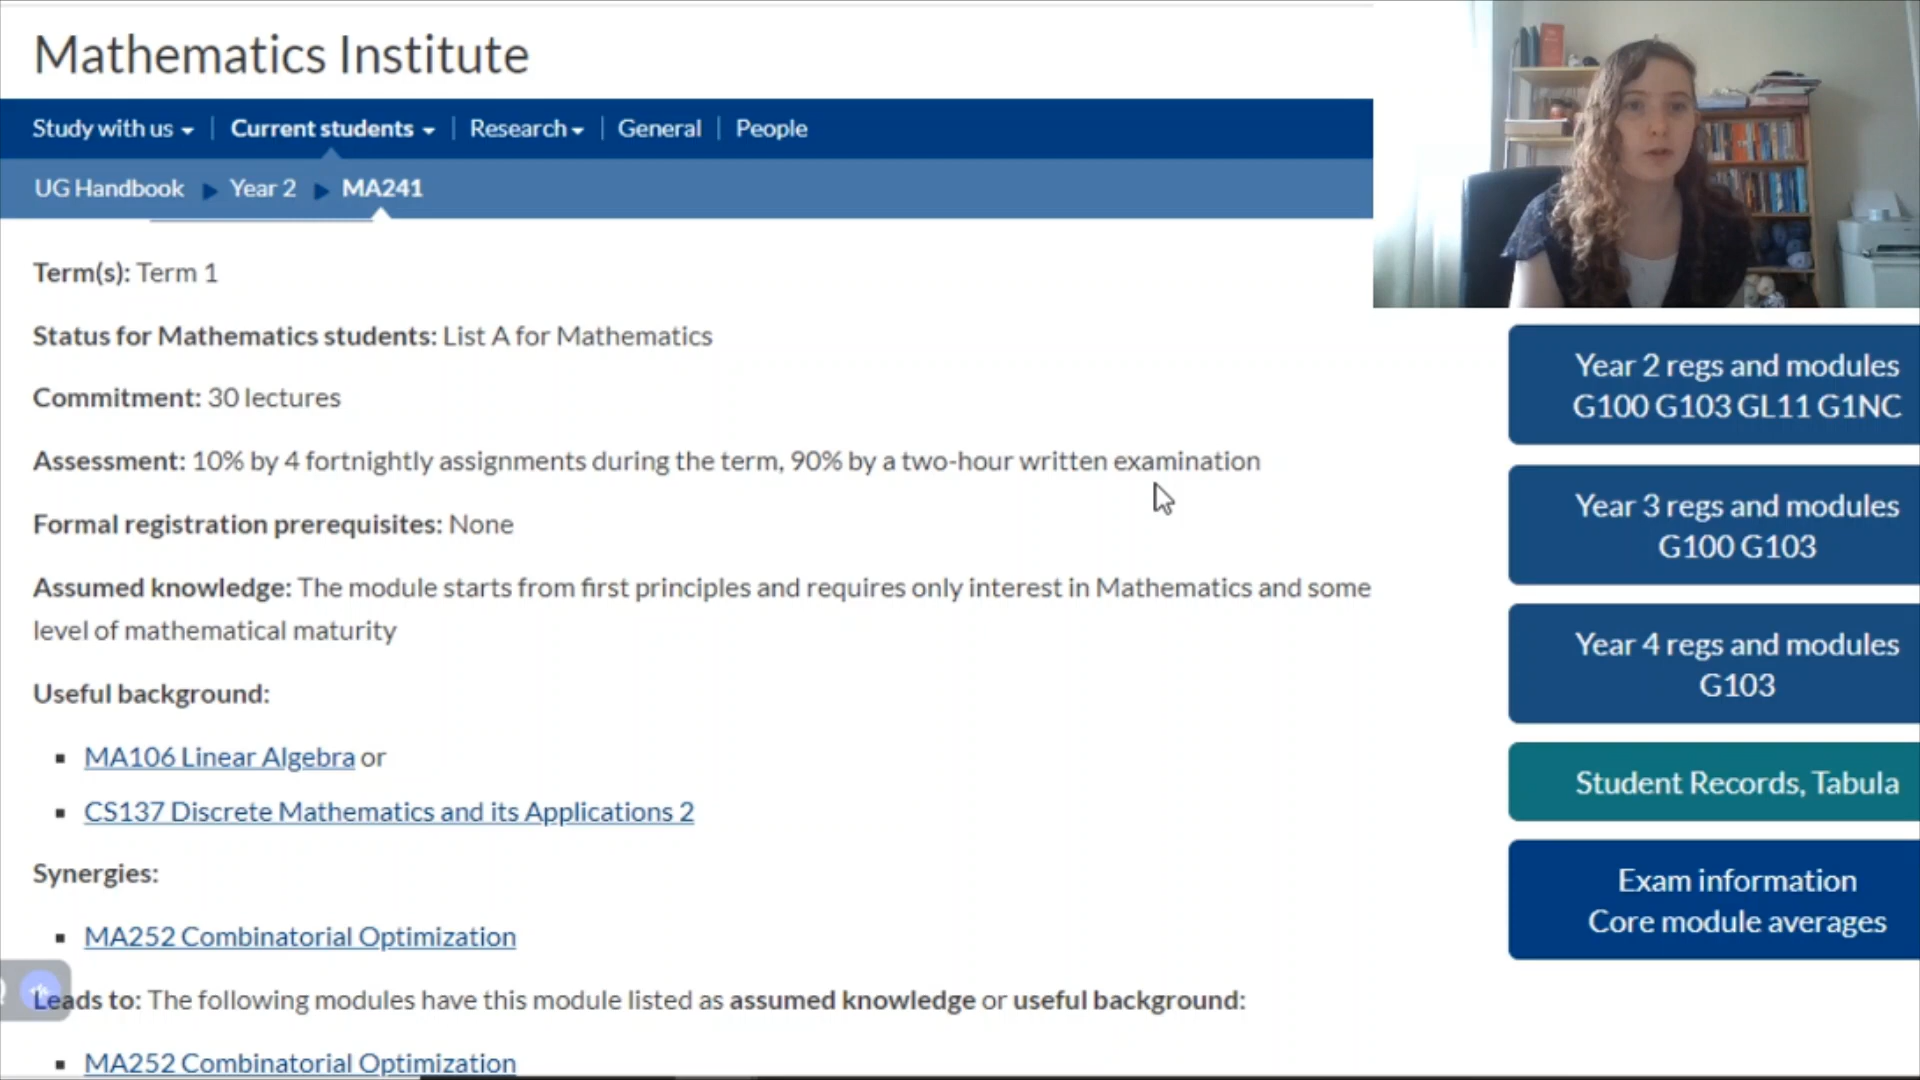 Mathematics Institute
Study with us | Current students | Research | General | People
UG Handbook Year 2 MA241
Term(s): Term 1
Status for Mathematics students: List A for Mathematics
Commitment: 30 lectures
Assessment: 10% by 4 fortnightly assignments during the term, 90% by a two-hour written examination
Formal registration prerequisites: None
Assumed knowledge: The module starts from first principles and requires only interest in Mathematics and some
level of mathematical maturity
Useful background:
MA106 Linear Algebra or
CS137 Discrete Mathematics and its Applications 2
Synergies:
MA252 Combinatorial Optimization
Leads to: The following modules have this module listed as assumed knowledge or useful background:
MA252 Combinatorial Optimization
Year 2 regs and modules
G100 G103 GL11 G1NC
Year 3 regs and modules
G100 G103
Year 4 regs and modules
G103
Student Records, Tabula
Exam information
Core module averages